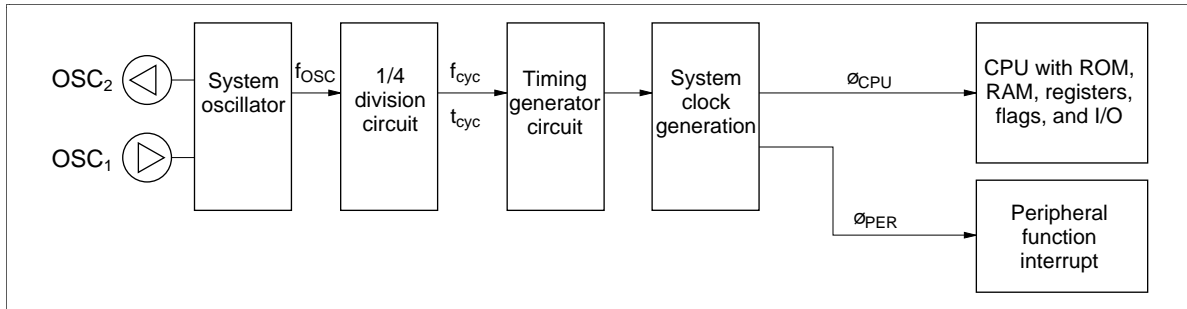 OSC2
OSC1
System
oscillator
fOSC
1/4
division
circuit
fcyc
tcyc
Timing
generator
circuit
System
clock
generation
øCPU
CPU with ROM,
RAM, registers,
flags, and I/O
øPER
Peripheral
function
interrupt